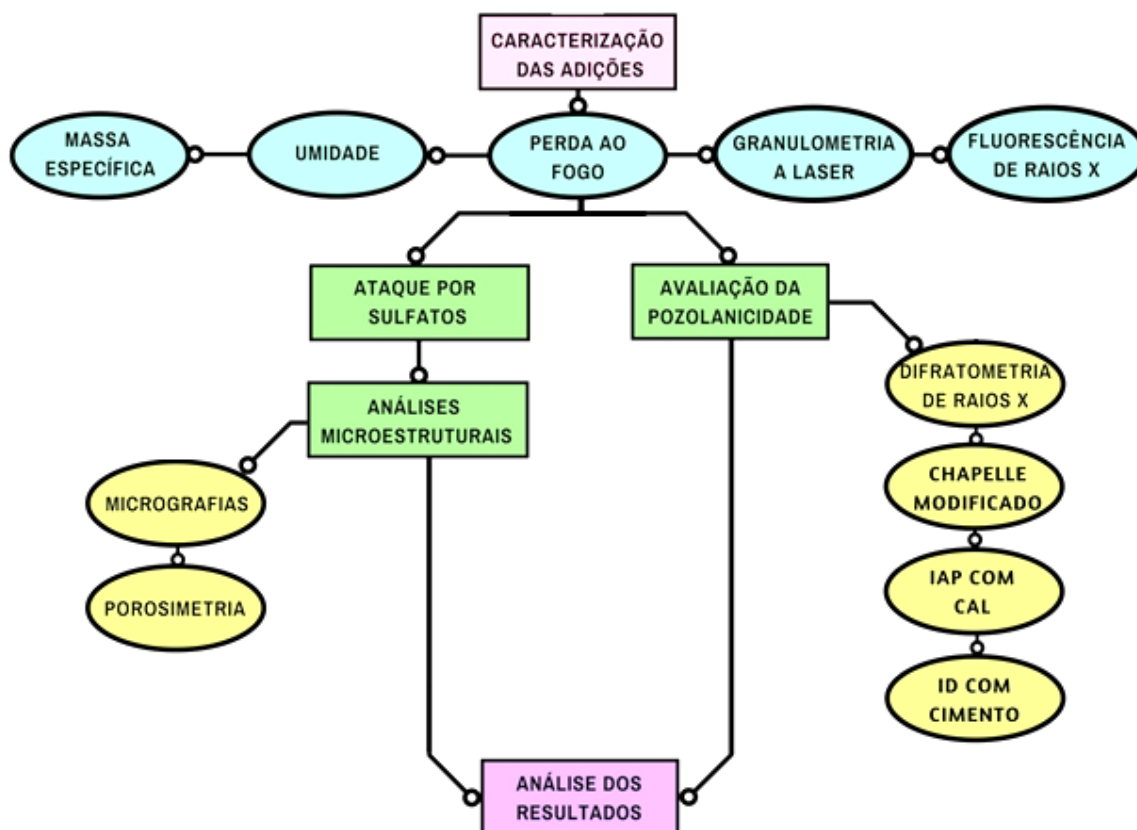 CARACTERIZAÇÃO
DAS ADIÇÕES
MASSA
ESPECÍFICA
UMIDADE
PERDA AO
FOGO
GRANULOMETRIA
A LASER
FLUORESCÊNCIA
DE RAIOS X
ATAQUE POR
SULFATOS
AVALIAÇÃO DA
POZOLANICIDADE
ANÁLISES
MICROESTRUTURAIS
MICROGRAFIAS
POROSIMETRIA
DIFRATOMETRIA
DE RAIOS X
CHAPELLE
MODIFICADO
IAP COM
CAL
ID COM
CIMENTO
ANÁLISE DOS
RESULTADOS